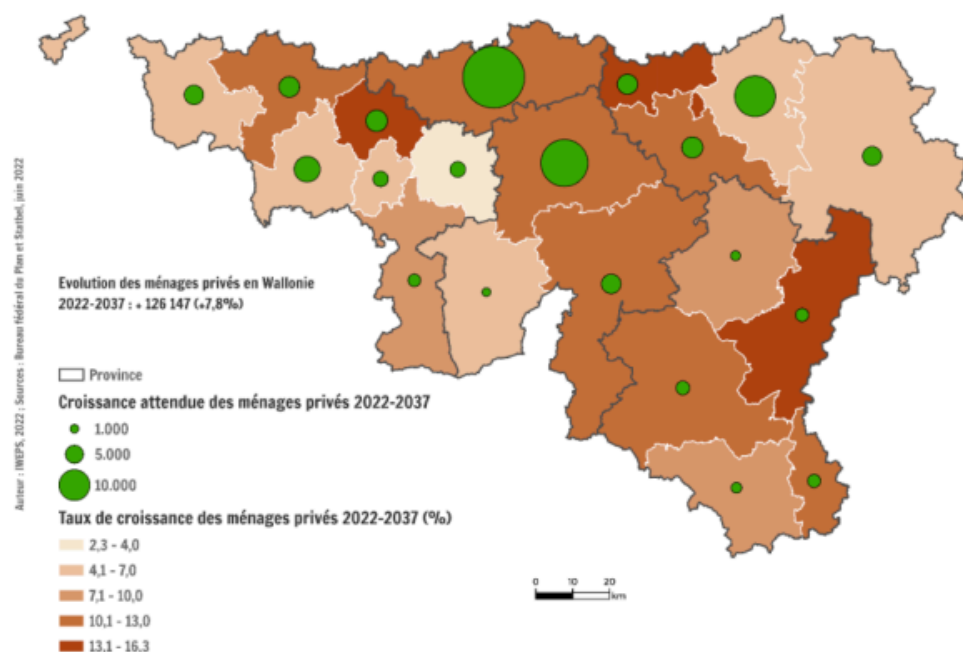 Auteur : IWEPS, 2022 ; Sources : Bureau fédéral du Plan et Statbel, juin 2022
Evolution des ménages privés en Wallonie
2022-2037 : + 126 147 (+7,8‰)
Province
Croissance attendue des ménages privés 2022-2037
1.000
5.000
10.000
Taux de croissance des ménages privés 2022-2037 (%)
2,3 - 4,0
4,1 - 7,0
7,1 - 10,0
10,1 - 13,0
13,1 - 16,3
0 10 20
km